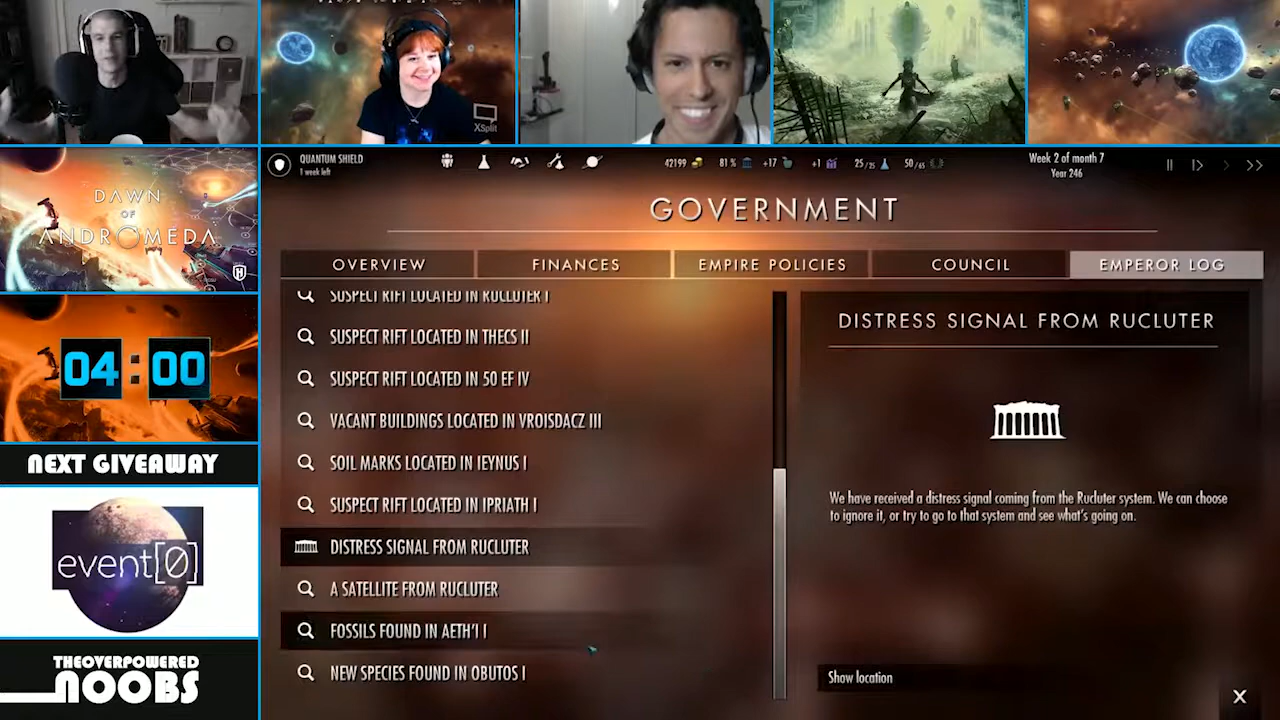 XSplit
DAWN
OF
ANDROMEDA
04:00
NEXT GIVEAWAY
event[0]
THEOVERPOWERED
NOOBS
QUANTUM SHIELD
1 week left
42199
81 %
+17
+1
25/25
50/65
Week 2 of month 7
Year 246
GOVERNMENT
OVERVIEW
FINANCES
EMPIRE POLICIES
COUNCIL
EMPEROR LOG
SUSPECT RIFT LOCATED IN RUCLUTER I
SUSPECT RIFT LOCATED IN THECS II
SUSPECT RIFT LOCATED IN 50 EF IV
VACANT BUILDINGS LOCATED IN VROISDACZ III
SOIL MARKS LOCATED IN IEYNUS I
SUSPECT RIFT LOCATED IN IPRIATH I
DISTRESS SIGNAL FROM RUCLUTER
A SATELLITE FROM RUCLUTER
FOSSILS FOUND IN AETH'I I
NEW SPECIES FOUND IN OBUTOS I
DISTRESS SIGNAL FROM RUCLUTER
We have received a distress signal coming from the Rucluter system. We can choose
to ignore it, or try to go to that system and see what's going on.
Show location
X